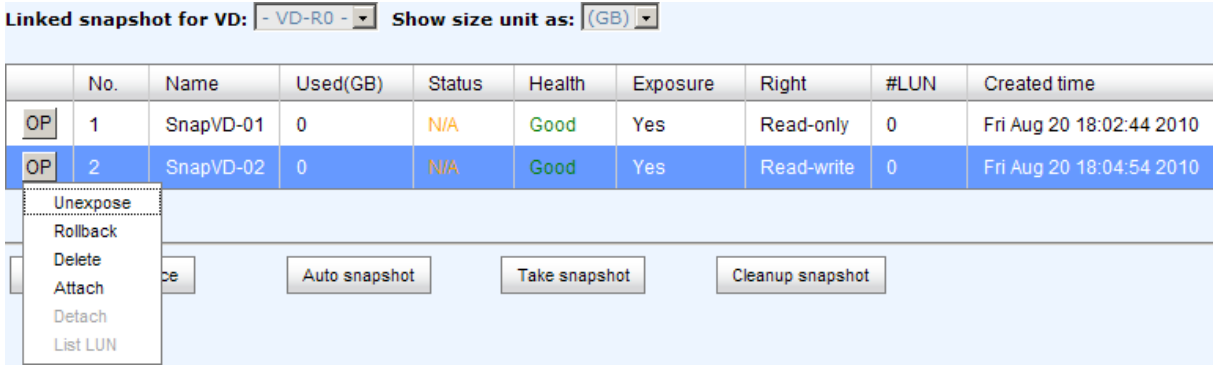 Linked snapshot for VD: - VD-R0 - Show size unit as: (GB)
No. Name Used(GB) Status Health Exposure Right #LUN Created time
OP 1 SnapVD-01 0 N/A Good Yes Read-only 0 Fri Aug 20 18:02:44 2010
OP 2 SnapVD-02 0 N/A Good Yes Read-write 0 Fri Aug 20 18:04:54 2010
Unexpose
Rollback
Delete
Attach
Detach
List LUN
Auto snapshot Take snapshot Cleanup snapshot